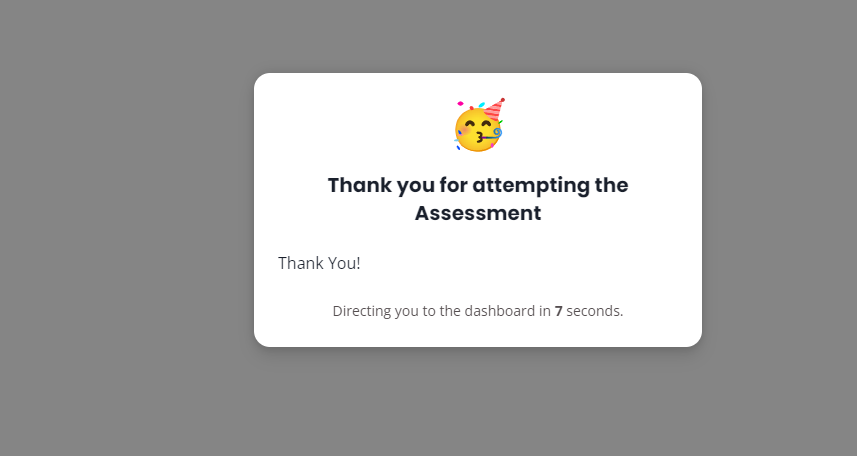 Thank you for attempting the
Assessment
Thank You!
Directing you to the dashboard in 7 seconds.